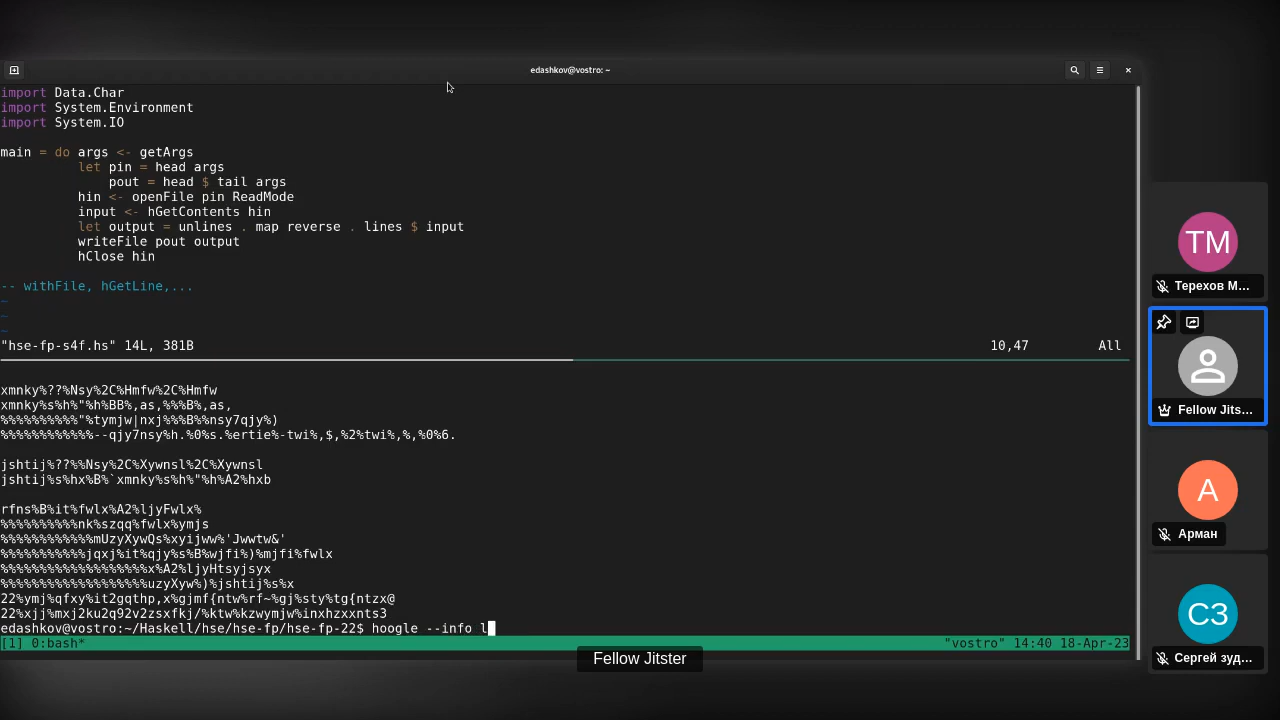 edashkov@vostro: ~
import Data.Char
import System.Environment
import System.IO
main = do args <- getArgs
let pin = head args
pout = head $ tail args
hin <- openFile pin ReadMode
input <- hGetContents hin
let output = unlines . map reverse . lines $ input
writeFile pout output
hClose hin
-- withFile, hGetLine,...
~
~
~
"hse-fp-s4f.hs" 14L, 381B 10,47 All
xmnky%??%Nsy%2C%Hmfw%2C%Hmfw
xmnky%s%h%"%h%BB%,as,%%%B%,as,
%%%%%%%%%%"%tymjw|nxj%%%B%%nsy7qjy%)
%%%%%%%%%%%%--qjy7nsy%h.%0%s.%ertie%-twi%,$,%2%twi%,%,%0%6.
jshtij%??%%Nsy%2C%Xywnsl%2C%Xywnsl
jshtij%s%hx%B%`xmnky%s%h%"%h%A2%hxb
rfns%B%it%fwlx%A2%ljyFwlx%
%%%%%%%%%%nk%szqq%fwlx%ymjs
%%%%%%%%%%%%mUzyXywQs%xyijww%'Jwwtw&'
%%%%%%%%%%%jqxj%it%qjy%s%B%wjfi%)%mjfi%fwlx
%%%%%%%%%%%%%%%%%%%x%A2%ljyHtsyjsyx
%%%%%%%%%%%%%%%%%%%uzyXyw%)%jshtij%s%x
22%ymj%qfxy%it2gqthp,x%gjmf{ntw%rf~%gj%sty%tg{ntzx@
22%xjj%mxj2ku2q92v2zsxfkj/%ktw%kzwymjw%inxhzxxnts3
edashkov@vostro:~/Haskell/hse/hse-fp/hse-fp-22$ hoogle --info l
[1] 0:bash* "vostro" 14:40 18-Apr-23
Fellow Jitster
TM
Терехов М...
Fellow Jits...
A
Арман
СЗ
Сергей зуд...